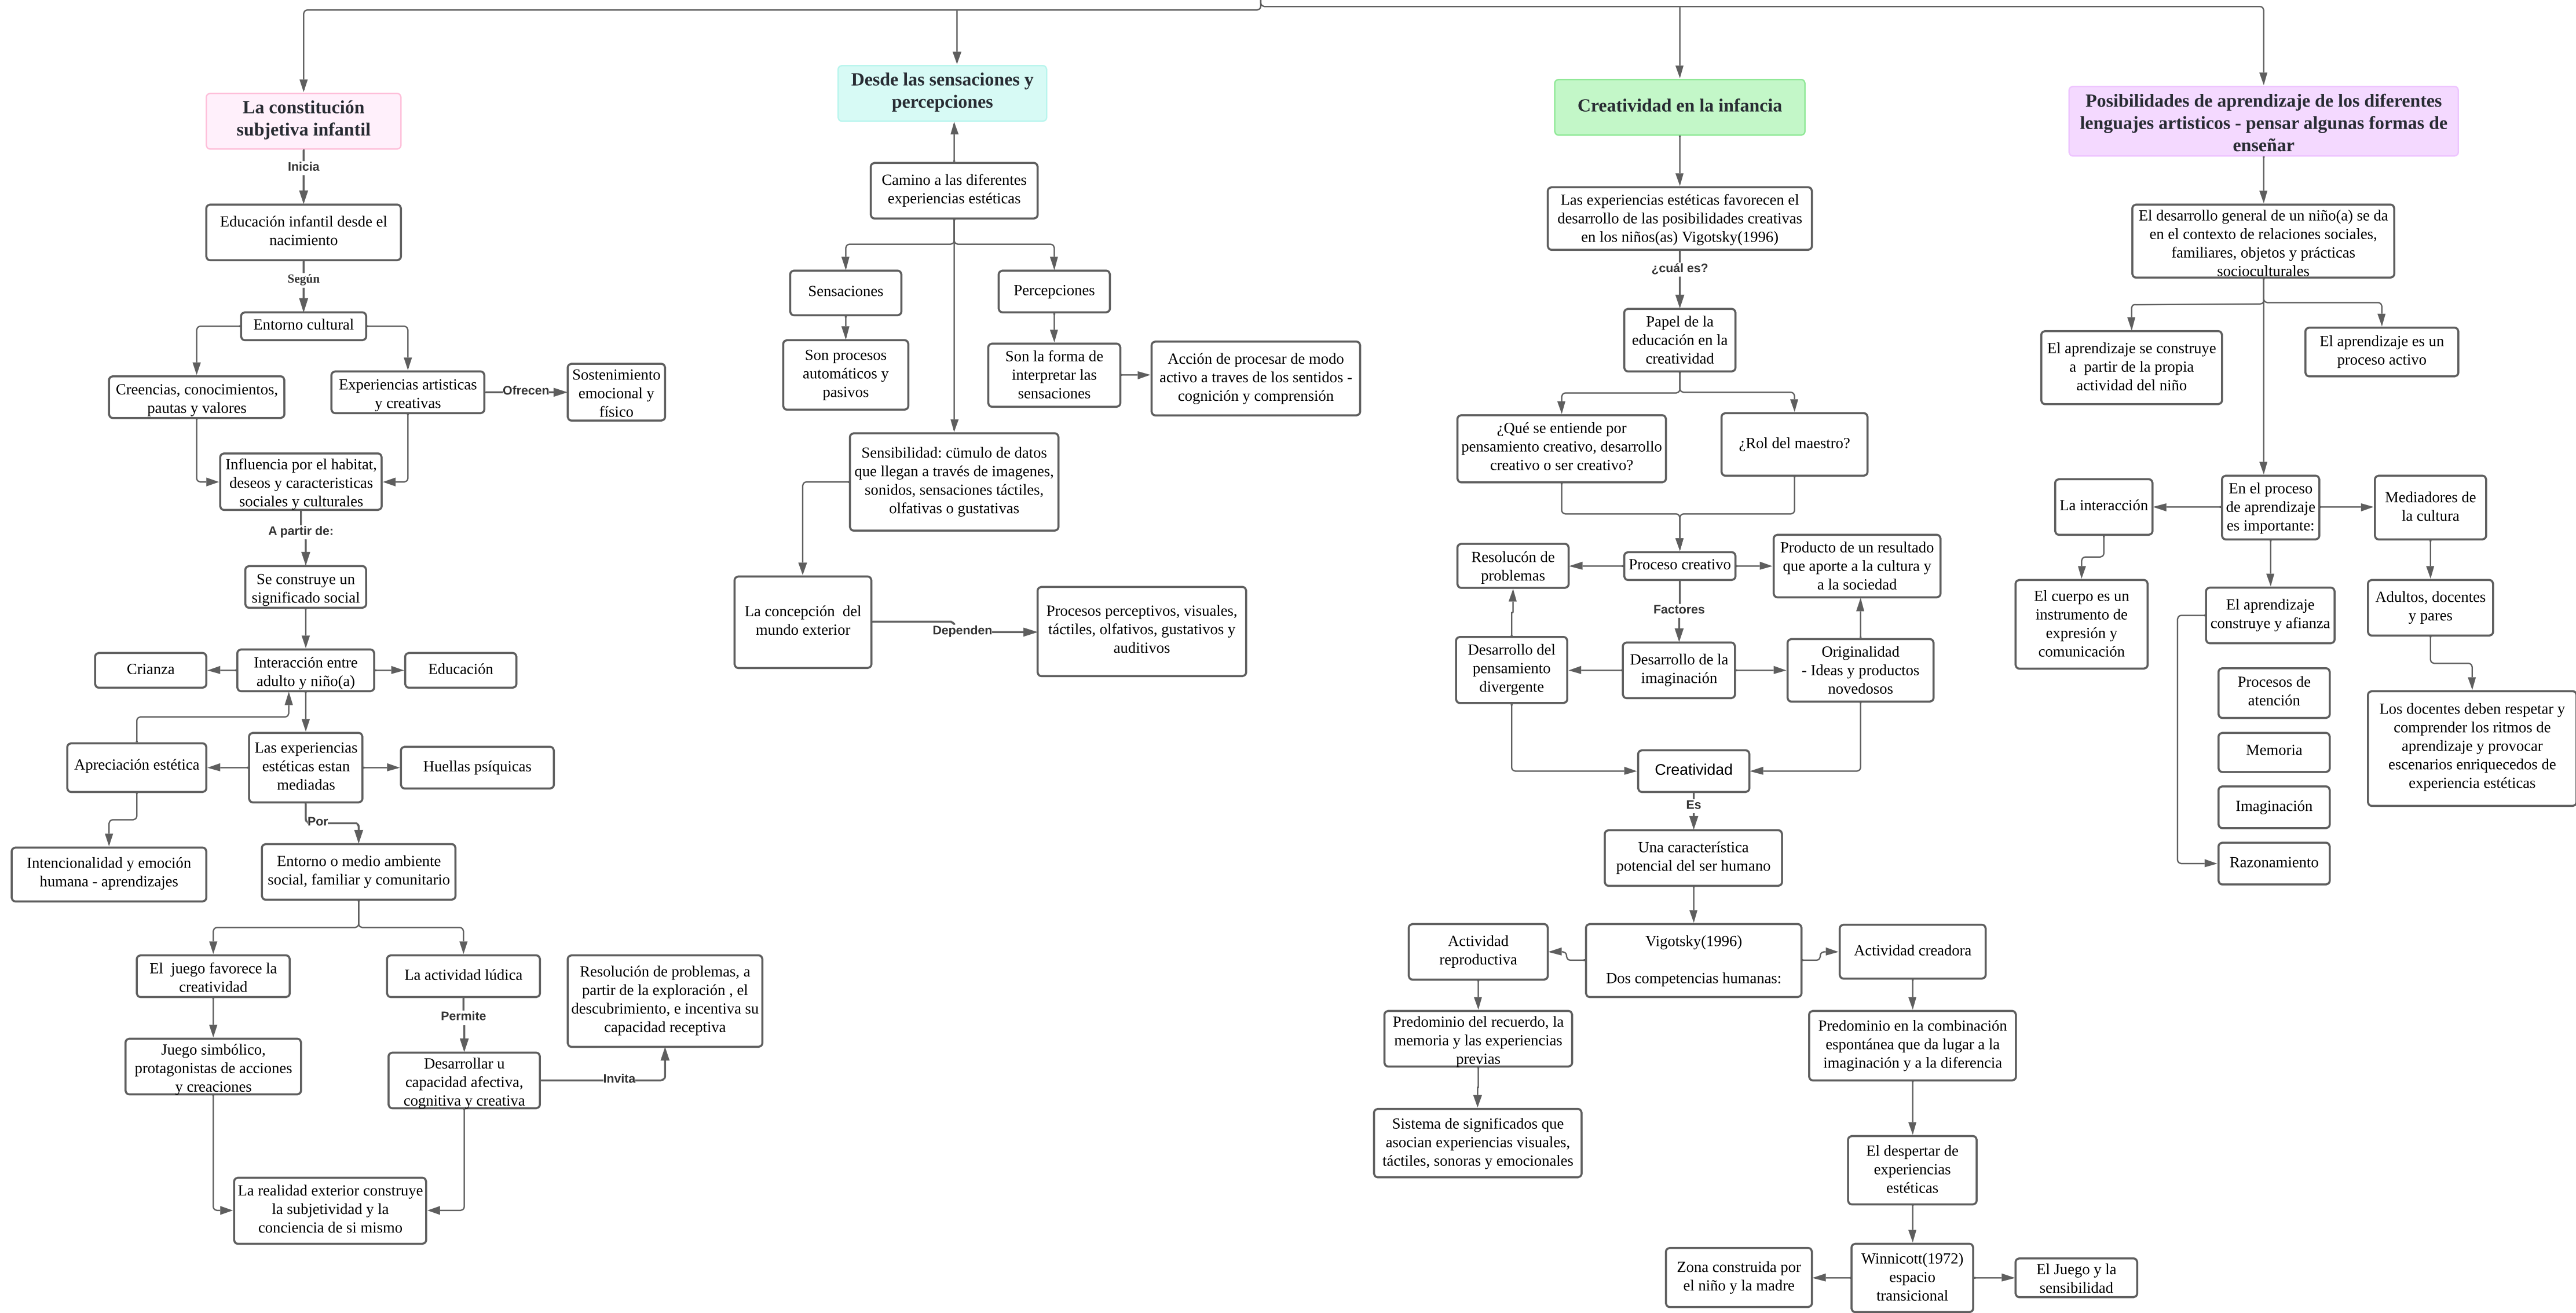 La constitución
subjetiva infantil
Inicia
Educación infantil desde el
nacimiento
Según
Entorno cultural
Creencias, conocimientos,
pautas y valores
Experiencias artisticas
y creativas
Ofrecen
Sostenimiento
emocional y
físico
Influencia por el habitat,
deseos y caracteristicas
sociales y culturales
A partir de:
Se construye un
significado social
Crianza
Interacción entre
adulto y niño(a)
Educación
Apreciación estética
Las experiencias
estéticas estan
mediadas
Huellas psíquicas
Por
Intencionalidad y emoción
humana - aprendizajes
Entorno o medio ambiente
social, familiar y comunitario
El  juego favorece la
creatividad
La actividad lúdica
Resolución de problemas, a
partir de la exploración , el
descubrimiento, e incentiva su
capacidad receptiva
Permite
Juego simbólico,
protagonistas de acciones
y creaciones
Desarrollar u
capacidad afectiva,
cognitiva y creativa
Invita
La realidad exterior construye
la subjetividad y la
conciencia de si mismo
Desde las sensaciones y
percepciones
Camino a las diferentes
experiencias estéticas
Sensaciones
Percepciones
Son procesos
automáticos y
pasivos
Son la forma de
interpretar las
sensaciones
Acción de procesar de modo
activo a traves de los sentidos -
cognición y comprensión
Sensibilidad: cümulo de datos
que llegan a través de imagenes,
sonidos, sensaciones táctiles,
olfativas o gustativas
La concepción  del
mundo exterior
Dependen
Procesos perceptivos, visuales,
táctiles, olfativos, gustativos y
auditivos
Creatividad en la infancia
Las experiencias estéticas favorecen el
desarrollo de las posibilidades creativas
en los niños(as) Vigotsky(1996)
¿cuál es?
Papel de la
educación en la
creatividad
¿Qué se entiende por
pensamiento creativo, desarrollo
creativo o ser creativo?
¿Rol del maestro?
Resolucón de
problemas
Proceso creativo
Producto de un resultado
que aporte a la cultura y
a la sociedad
Factores
Desarrollo del
pensamiento
divergente
Desarrollo de la
imaginación
Originalidad
- Ideas y productos
novedosos
Creatividad
Es
Una característica
potencial del ser humano
Actividad
reproductiva
Vigotsky(1996)
Dos competencias humanas:
Actividad creadora
Predominio del recuerdo, la
memoria y las experiencias
previas
Predominio en la combinación
espontánea que da lugar a la
imaginación y a la diferencia
Sistema de significados que
asocian experiencias visuales,
táctiles, sonoras y emocionales
El despertar de
experiencias
estéticas
Zona construida por
el niño y la madre
Winnicott(1972)
espacio
transicional
El Juego y la
sensibilidad
Posibilidades de aprendizaje de los diferentes
lenguajes artisticos - pensar algunas formas de
enseñar
El desarrollo general de un niño(a) se da
en el contexto de relaciones sociales,
familiares, objetos y prácticas
socioculturales
El aprendizaje se construye
a  partir de la propia
actividad del niño
El aprendizaje es un
proceso activo
La interacción
En el proceso
de aprendizaje
es importante:
Mediadores de
la cultura
El cuerpo es un
instrumento de
expresión y
comunicación
El aprendizaje
construye y afianza
Adultos, docentes
y pares
Procesos de
atención
Memoria
Imaginación
Razonamiento
Los docentes deben respetar y
comprender los ritmos de
aprendizaje y provocar
escenarios enriquecedos de
experiencia estéticas